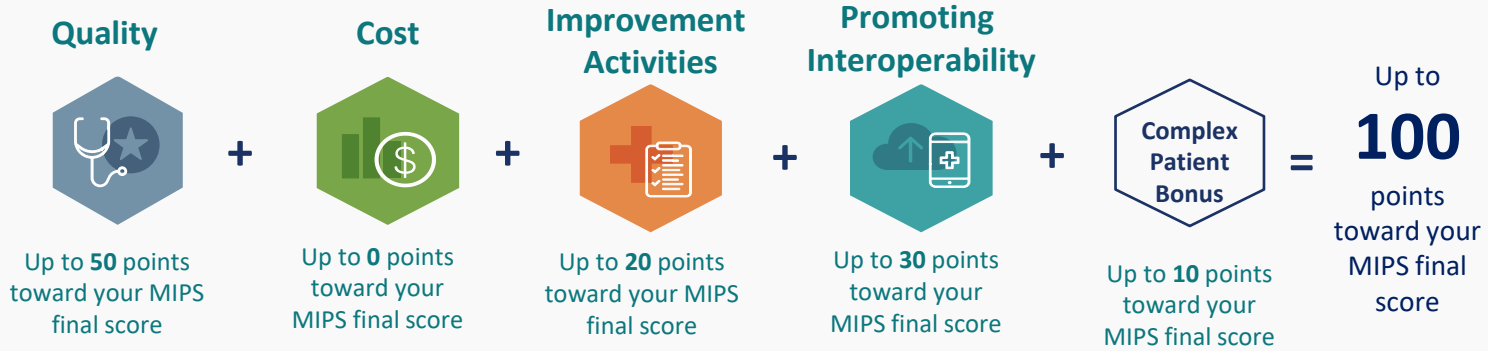 Quality
Up to 50 points
toward your MIPS
final score
+
Cost
$
Up to 0 points
toward your
MIPS final score
+
Improvement
Activities
Up to 20 points
toward your MIPS
final score
+
Promoting
Interoperability
Up to 30 points
toward your
MIPS final score
+
Complex
Patient
Bonus
Up to 10 points
toward your
MIPS final score
=
Up to
100
points
toward your
MIPS final
score